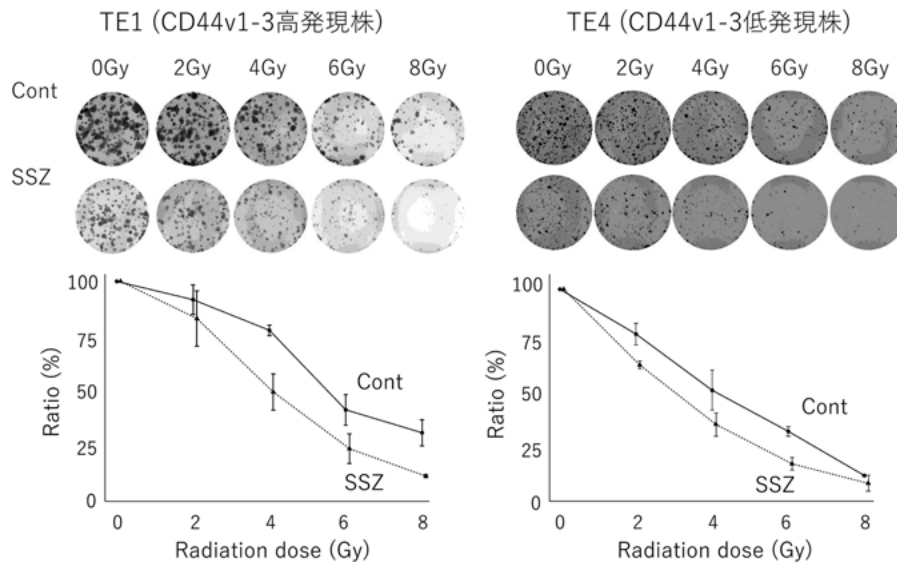 TE1 (CD44v1-3高発現株)
0Gy 2Gy 4Gy 6Gy 8Gy
Cont
SSZ
100
75
50
25
0
Ratio (%)
Cont
SSZ
0 2 4 6 8
Radiation dose (Gy)
TE4 (CD44v1-3低発現株)
0Gy 2Gy 4Gy 6Gy 8Gy
100
75
50
25
0
Ratio (%)
Cont
SSZ
0 2 4 6 8
Radiation dose (Gy)